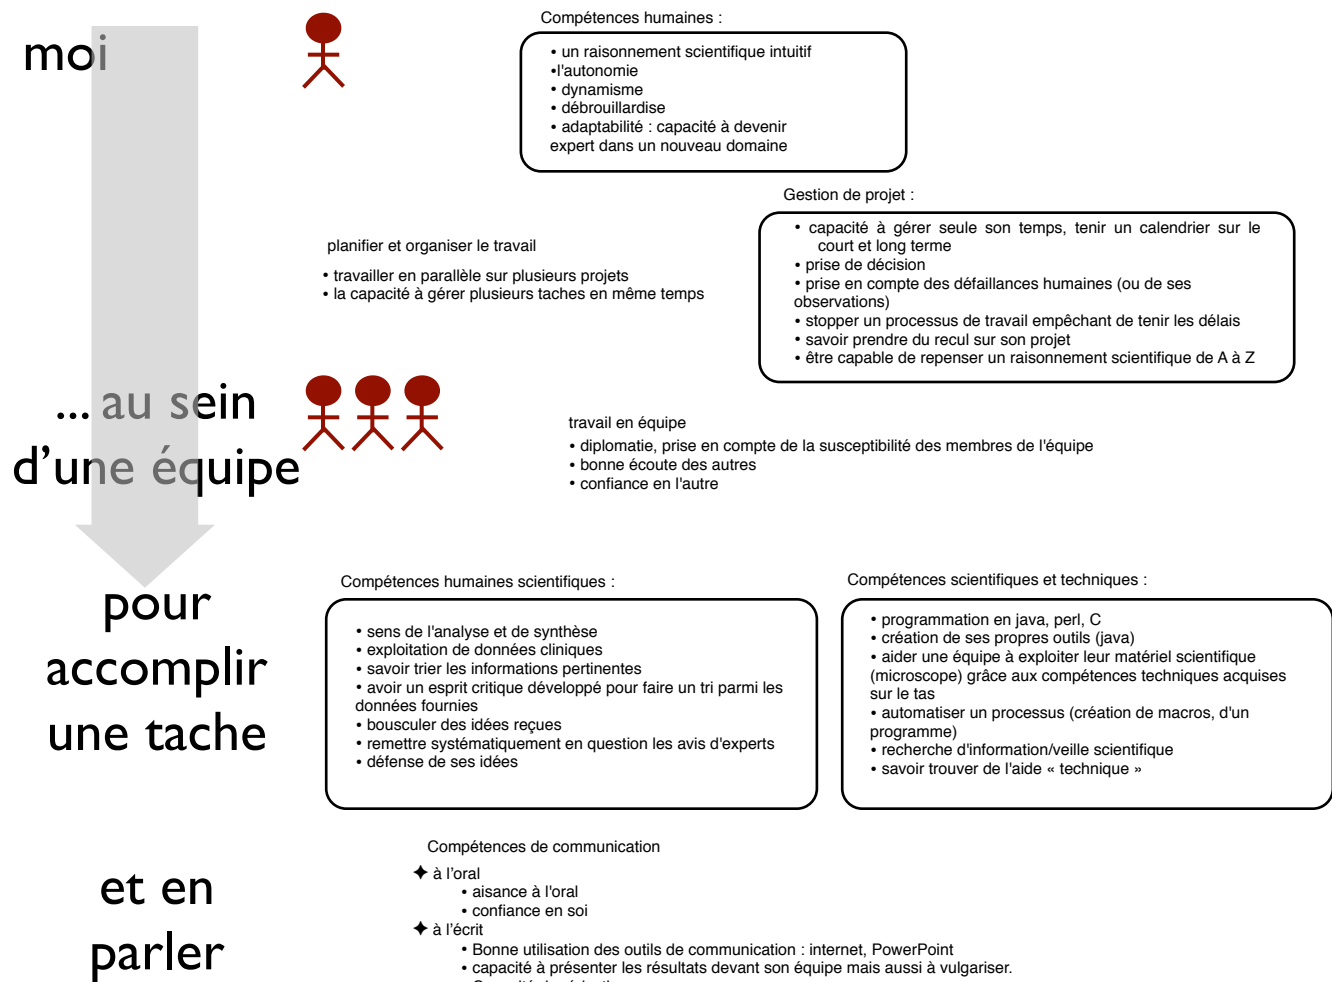 moi
Compétences humaines :
• un raisonnement scientifique intuitif
•l'autonomie
• dynamisme
• débrouillardise
• adaptabilité : capacité à devenir
expert dans un nouveau domaine
Gestion de projet :
• capacité à gérer seule son temps, tenir un calendrier sur le
court et long terme
• prise de décision
• prise en compte des défaillances humaines (ou de ses
observations)
• stopper un processus de travail empêchant de tenir les délais
• savoir prendre du recul sur son projet
• être capable de repenser un raisonnement scientifique de A à Z
planifier et organiser le travail
• travailler en parallèle sur plusieurs projets
• la capacité à gérer plusieurs taches en même temps
... au sein
d'une équipe
travail en équipe
• diplomatie, prise en compte de la susceptibilité des membres de l'équipe
• bonne écoute des autres
• confiance en l'autre
pour
accomplir
une tache
Compétences humaines scientifiques :
• sens de l'analyse et de synthèse
• exploitation de données cliniques
• savoir trier les informations pertinentes
• avoir un esprit critique développé pour faire un tri parmi les
données fournies
• bousculer des idées reçues
• remettre systématiquement en question les avis d'experts
• défense de ses idées
Compétences scientifiques et techniques :
• programmation en java, perl, C
• création de ses propres outils (java)
• aider une équipe à exploiter leur matériel scientifique
(microscope) grâce aux compétences techniques acquises
sur le tas
• automatiser un processus (création de macros, d'un
programme)
• recherche d'information/veille scientifique
• savoir trouver de l'aide « technique »
et en
parler
Compétences de communication
✦ à l'oral
• aisance à l'oral
• confiance en soi
✦ à l'écrit
• Bonne utilisation des outils de communication : internet, PowerPoint
• capacité à présenter les résultats devant son équipe mais aussi à vulgariser.